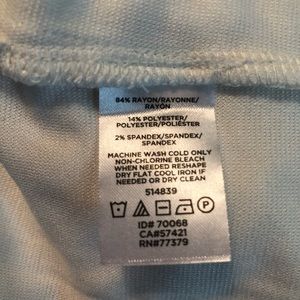 84% RAYON/RAYONNE/
RAYÓN
14% POLYESTER/
POLYESTER/POLIÉSTER
2% SPANDEX/SPANDEX/
SPANDEX
MACHINE WASH COLD ONLY
NON-CHLORINE BLEACH
WHEN NEEDED RESHAPE
DRY FLAT COOL IRON IF
NEEDED OR DRY CLEAN
514839
P
ID# 70068
CA#57421
RN#77379